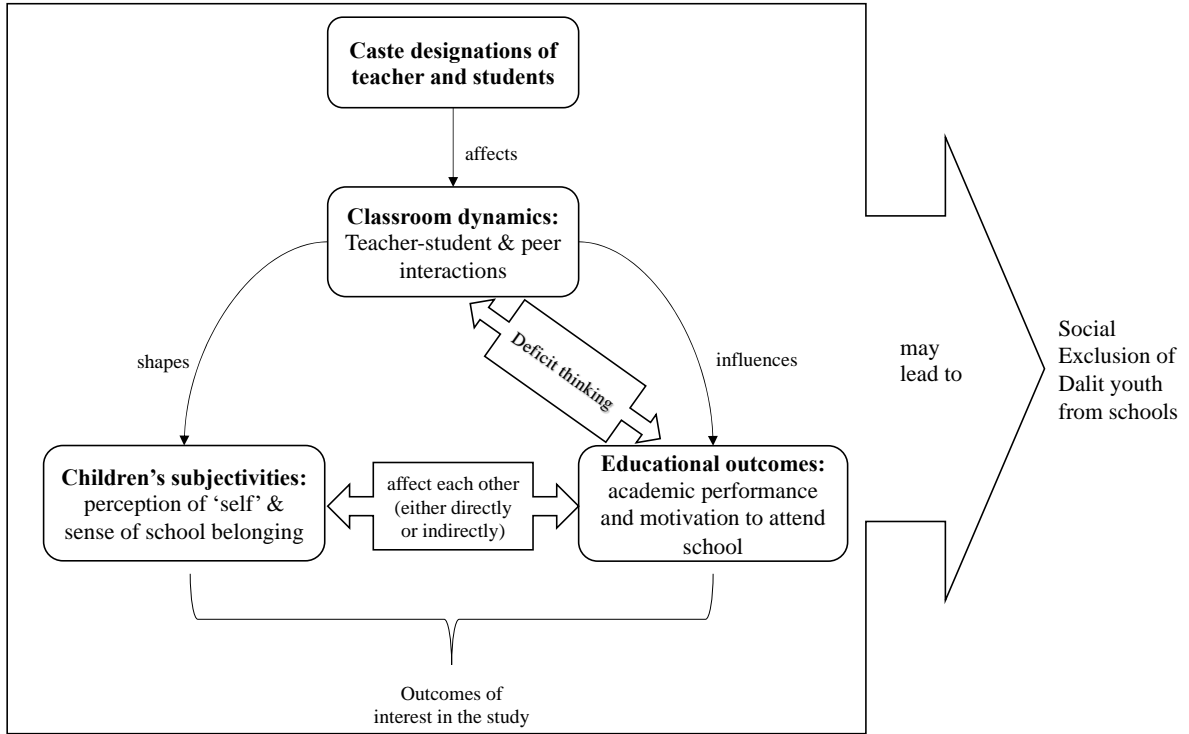 Caste designations of
teacher and students
affects
Classroom dynamics:
Teacher-student & peer
interactions
Deficit thinking
shapes
influences
may
lead to
Social
Exclusion of
Dalit youth
from schools
Children’s subjectivities:
perception of ‘self’ &
sense of school belonging
affect each other
(either directly
or indirectly)
Educational outcomes:
academic performance
and motivation to attend
school
Outcomes of
interest in the study